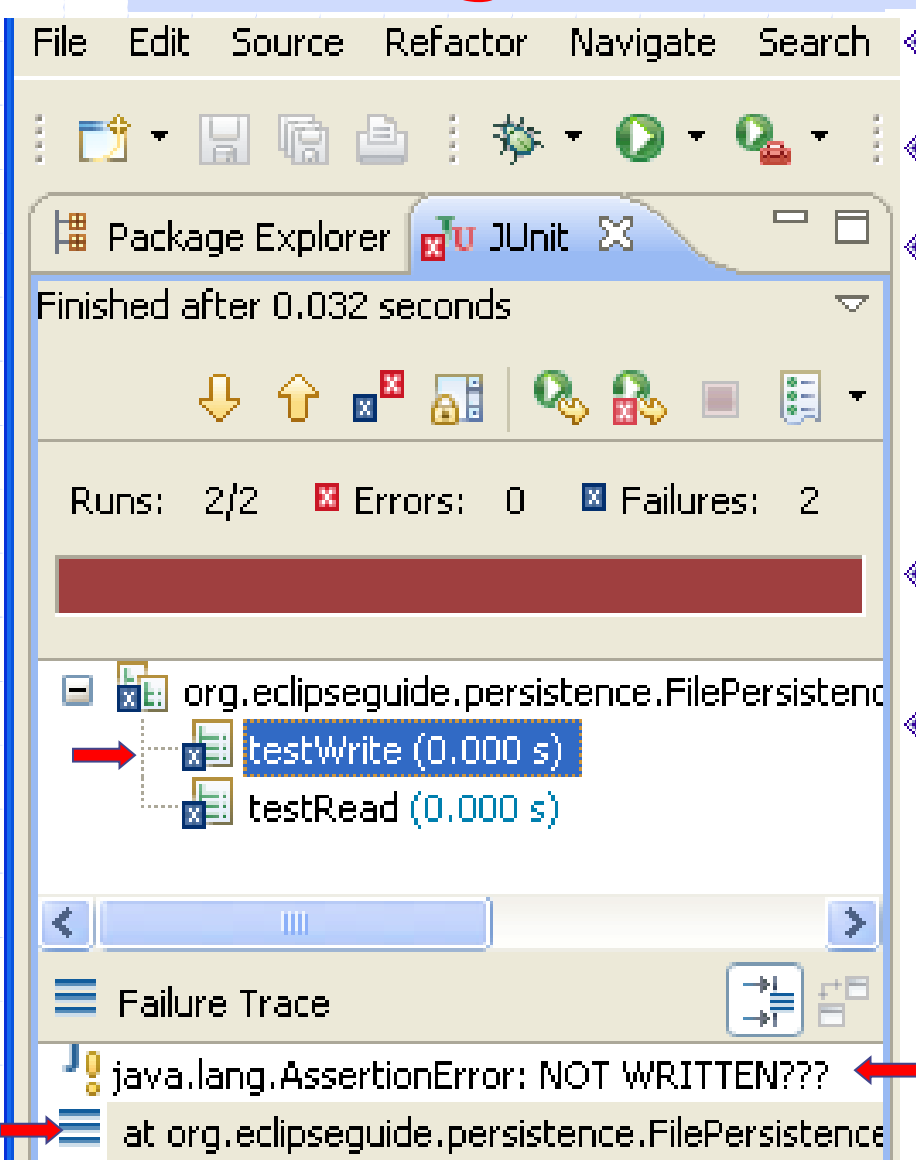 File Edit Source Refactor Navigate Search
Package Explorer JU JUnit
Finished after 0.032 seconds
Runs: 2/2 Errors: 0 Failures: 2
org.eclipseguide.persistence.FilePersistenc
testWrite (0.000 s)
testRead (0.000 s)
Failure Trace
java.lang.AssertionError: NOT WRITTEN???
at org.eclipseguide.persistence.FilePersistence